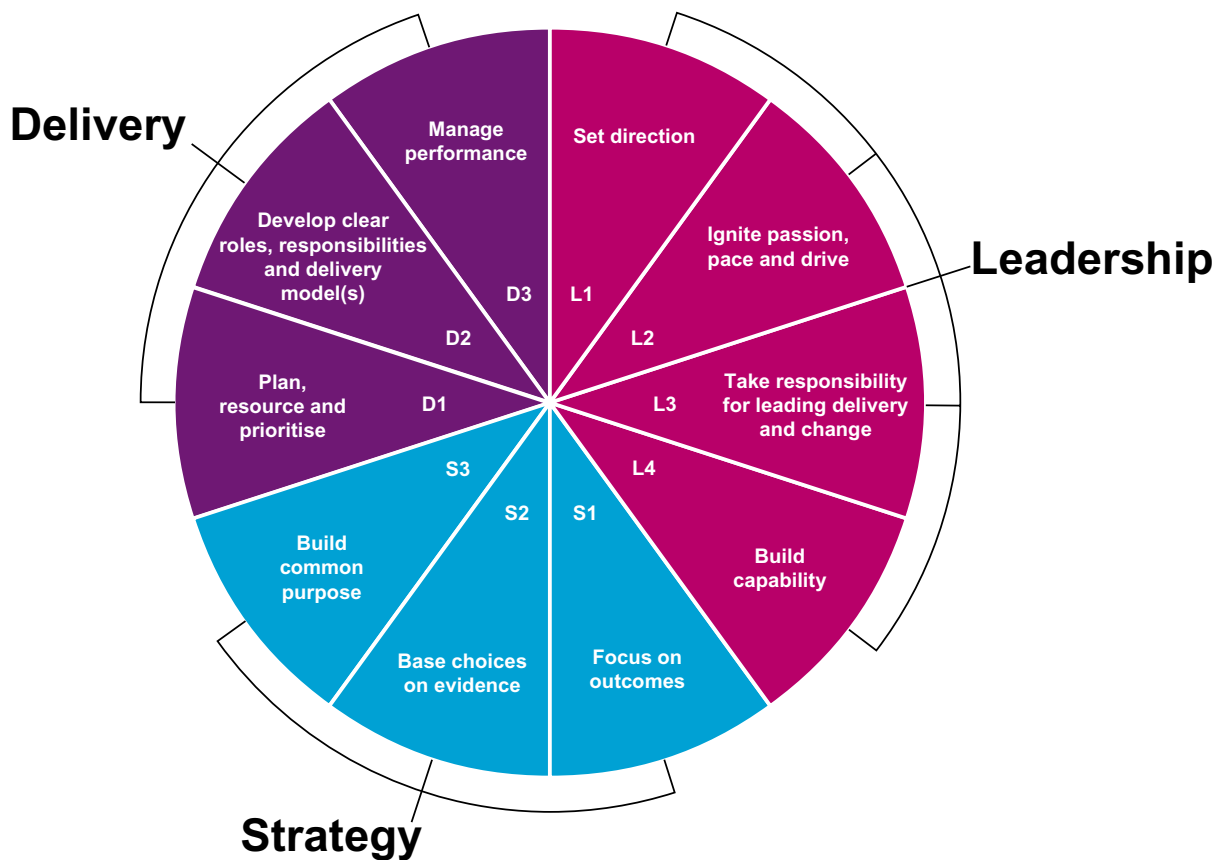 Delivery
Leadership
Strategy
Set direction
L1
Ignite passion,
pace and drive
L2
Take responsibility
for leading delivery
and change
L3
Build
capability
L4
Focus on
outcomes
S1
Base choices
on evidence
S2
Build
common
purpose
S3
Plan,
resource and
prioritise
D1
Develop clear
roles, responsibilities
and delivery
model(s)
D2
Manage
performance
D3